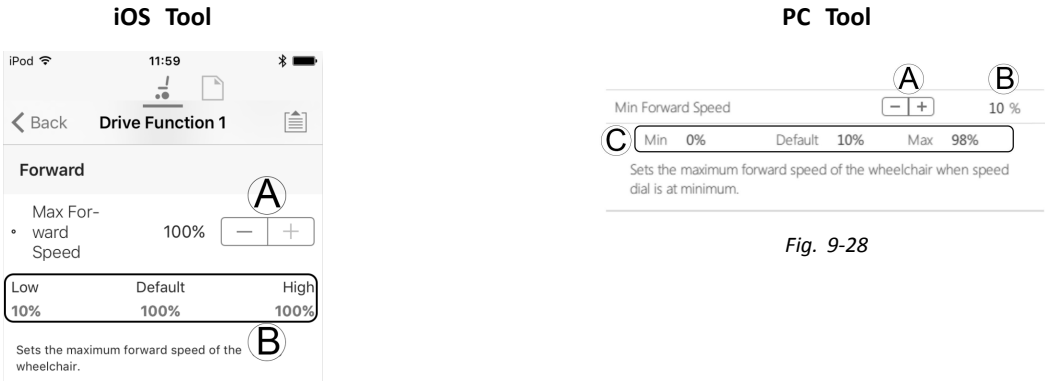 iOS Tool
iPod 11:59
Back Drive Function 1
Forward
A
Max For-
ward 100% − +
Speed
Low Default High
10% 100% 100%
B
Sets the maximum forward speed of the
wheelchair.
PC Tool
A B
Min Forward Speed − + 10 %
C Min 0% Default 10% Max 98%
Sets the maximum forward speed of the wheelchair when speed
dial is at minimum.
Fig. 9-28